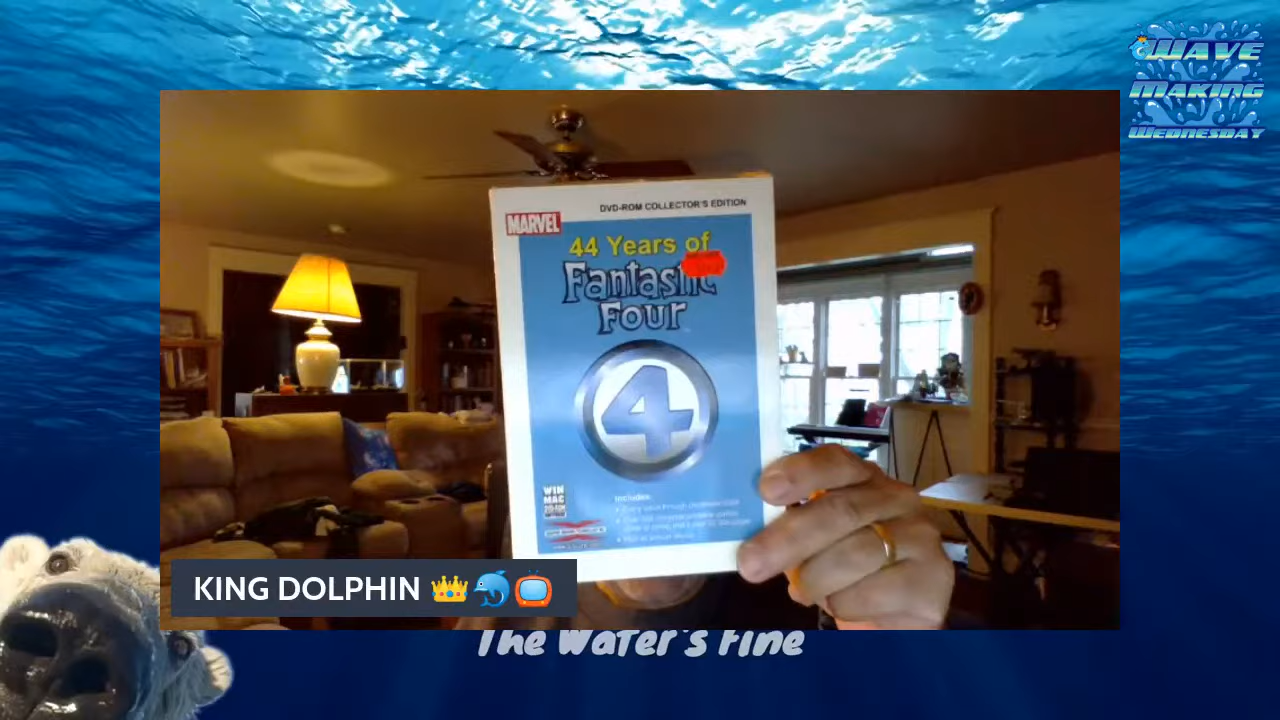 WAVE
MAKING
WEDNESDAY
DVD-ROM COLLECTOR'S EDITION
MARVEL
44 Years of
Fantastic
Four
4
WIN
MAC
Includes:
KING DOLPHIN 👑🐬📺
The Water's Fine